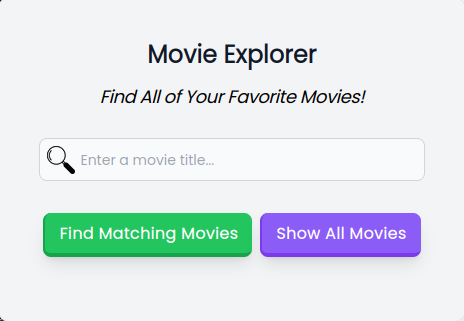 Movie Explorer
Find All of Your Favorite Movies!
Enter a movie title...
Find Matching Movies
Show All Movies